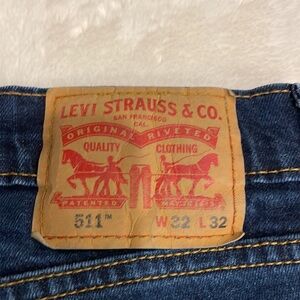 LEVI STRAUSS & CO.
SAN FRANCISCO
CAL.
ORIGINAL RIVETED
QUALITY CLOTHING
PATENTED
511™ W 32 L 32